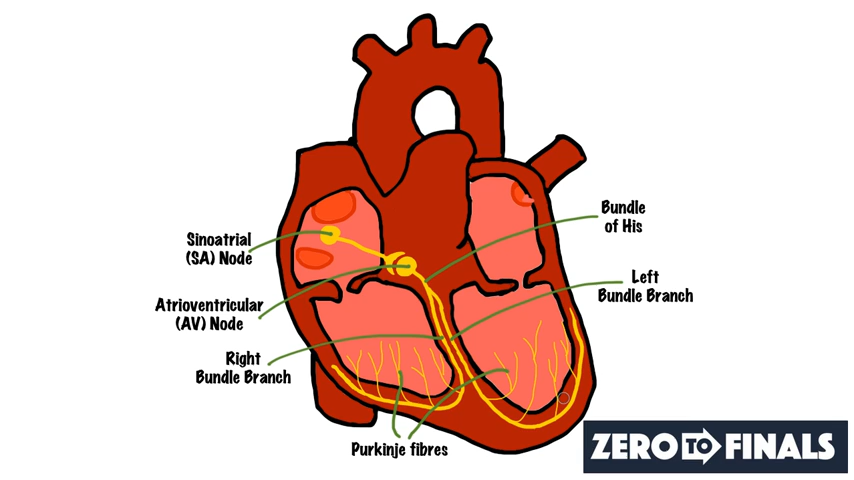 Sinoatrial
(SA) Node
Atrioventricular
(AV) Node
Right
Bundle Branch
Purkinje fibres
Bundle
of His
Left
Bundle Branch
ZERO TO FINALS